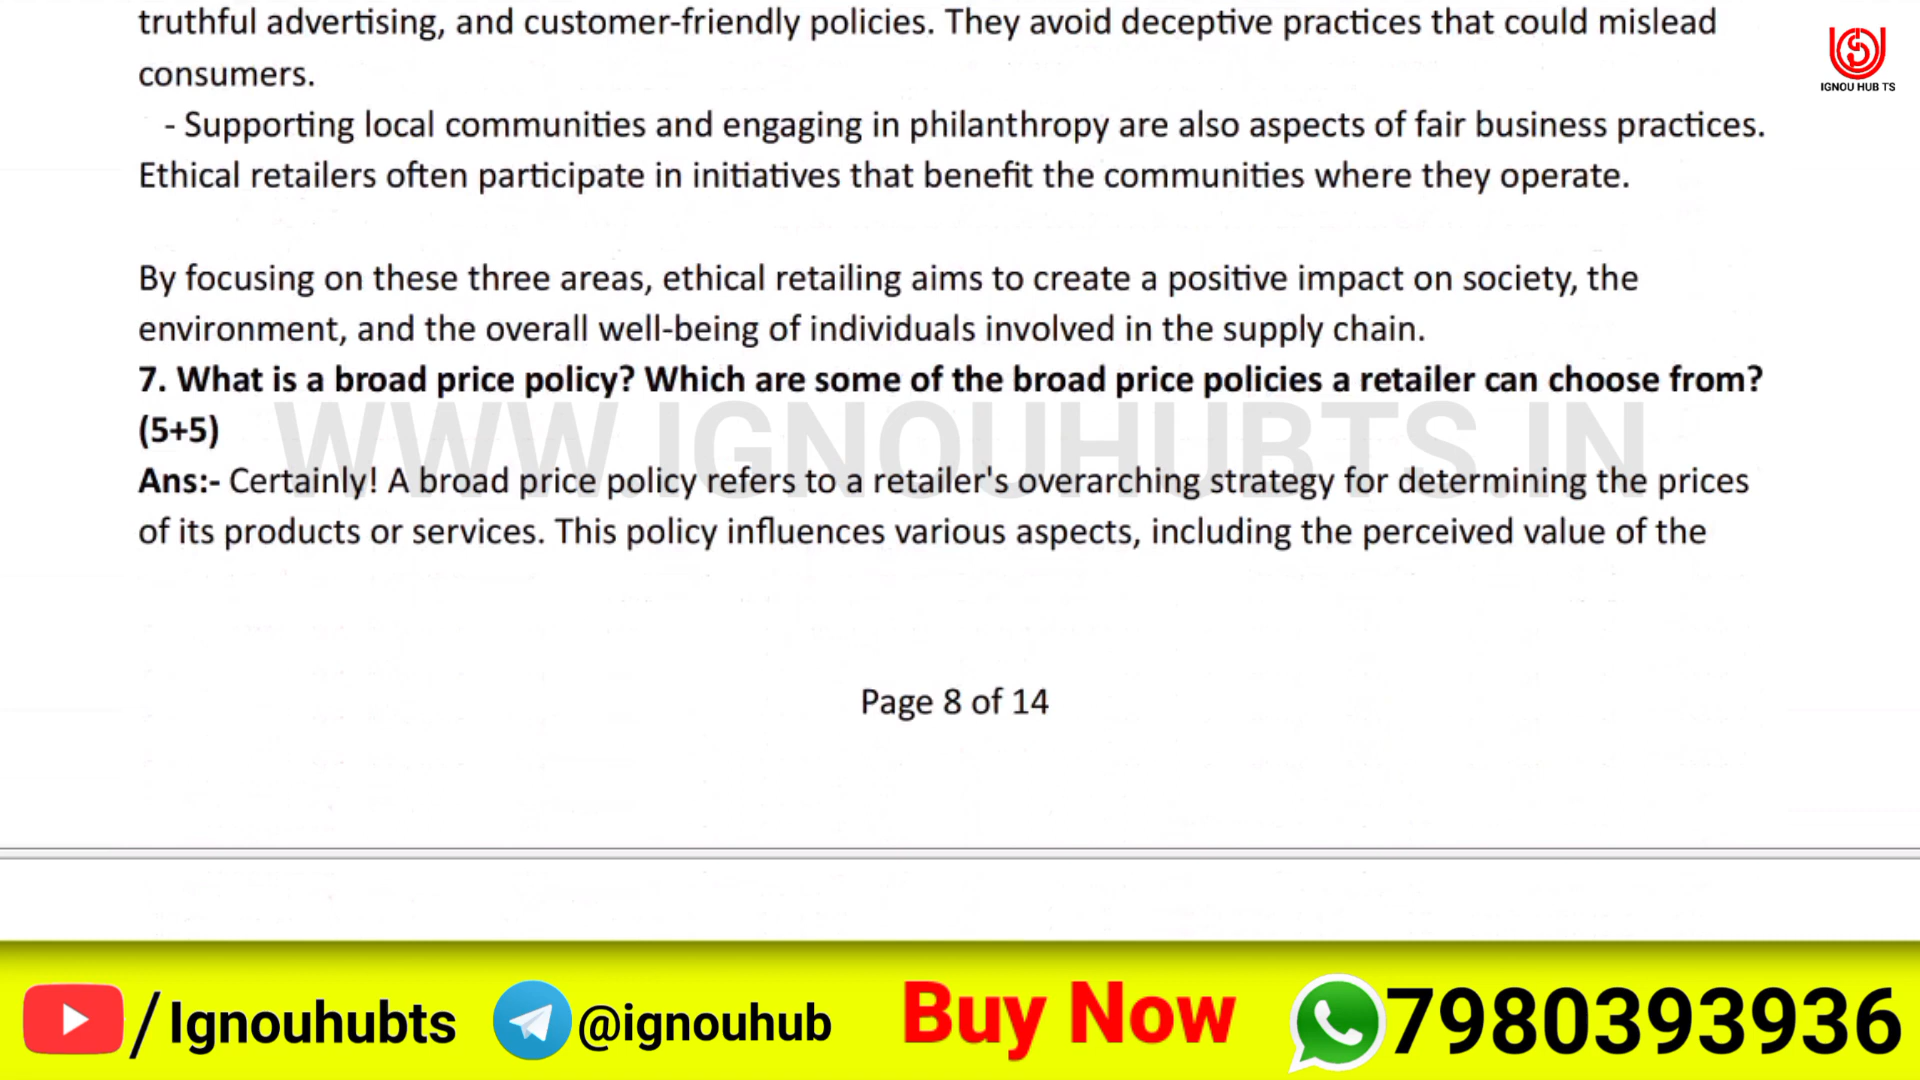 truthful advertising, and customer-friendly policies. They avoid deceptive practices that could mislead
consumers.
- Supporting local communities and engaging in philanthropy are also aspects of fair business practices.
Ethical retailers often participate in initiatives that benefit the communities where they operate.
By focusing on these three areas, ethical retailing aims to create a positive impact on society, the
environment, and the overall well-being of individuals involved in the supply chain.
7. What is a broad price policy? Which are some of the broad price policies a retailer can choose from?
(5+5)
Ans:- Certainly! A broad price policy refers to a retailer's overarching strategy for determining the prices
of its products or services. This policy influences various aspects, including the perceived value of the
Page 8 of 14
WWW.IGNOUHUBTS.IN
IGNOU HUB TS
/Ignouhubts @ignouhub Buy Now 7980393936